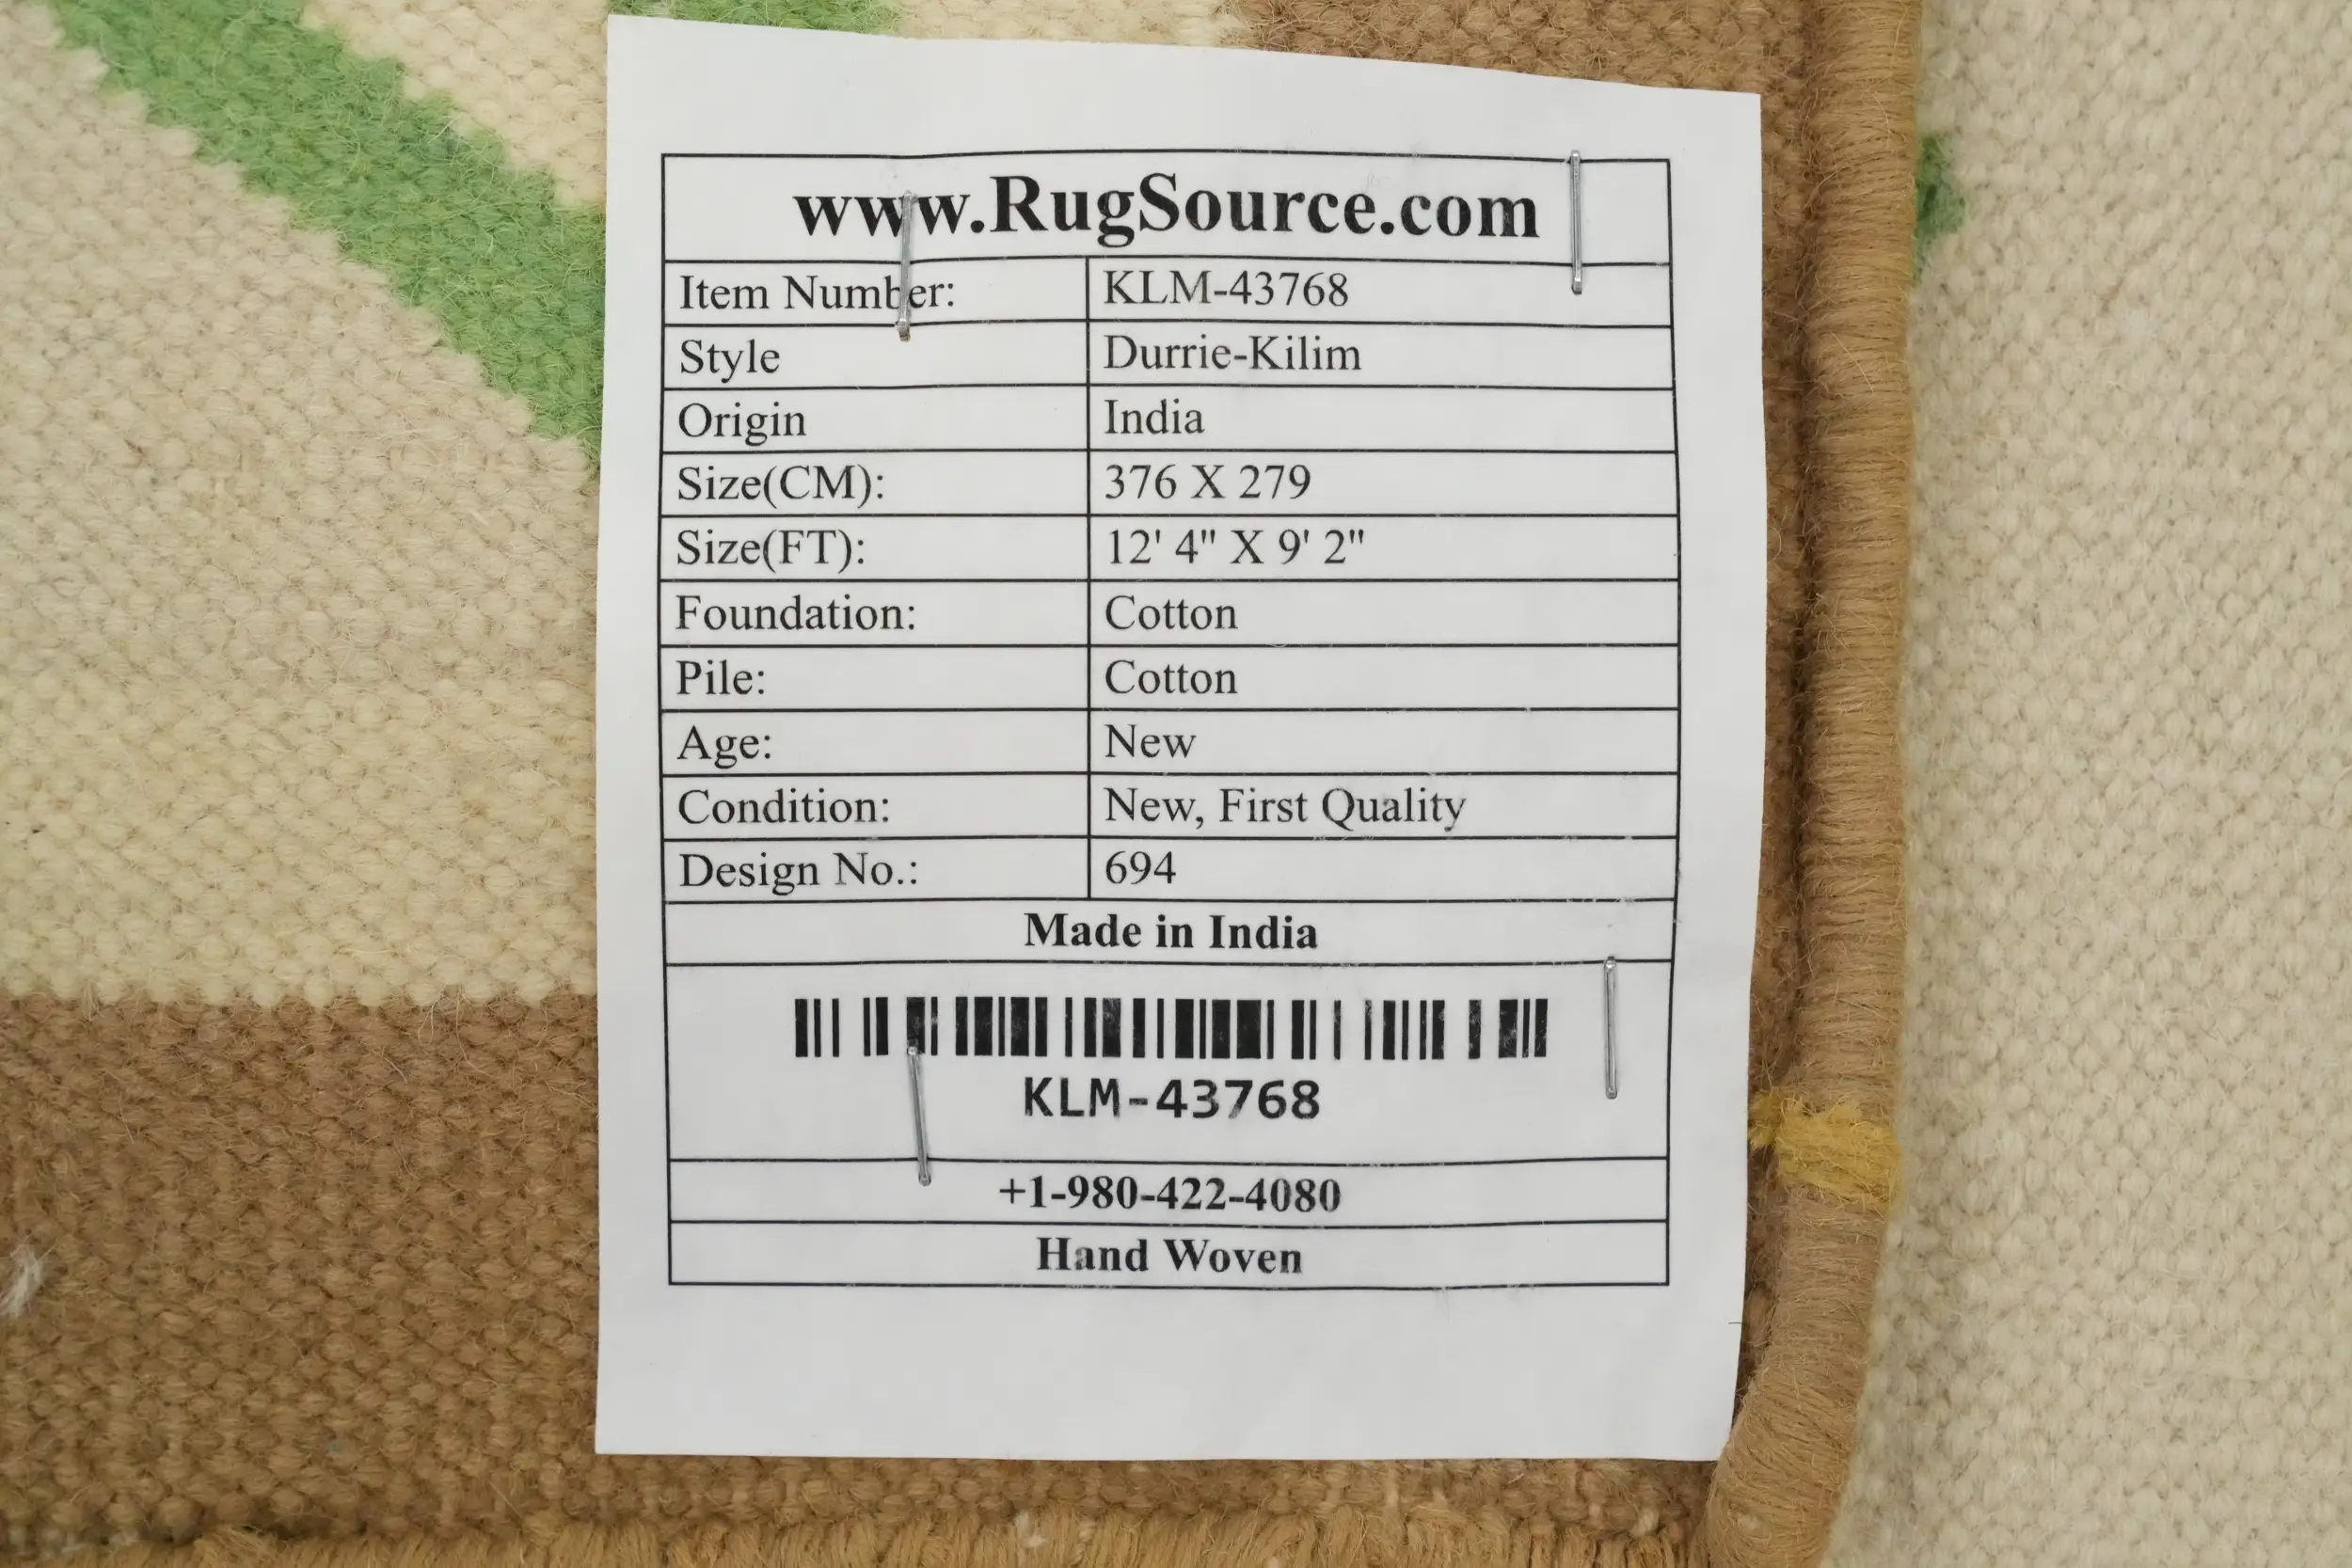 www.RugSource.com
Item Number: KLM-43768
Style Durrie-Kilim
Origin India
Size(CM): 376 X 279
Size(FT): 12' 4" X 9' 2"
Foundation: Cotton
Pile: Cotton
Age: New
Condition: New, First Quality
Design No.: 694
Made in India
KLM-43768
+1-980-422-4080
Hand Woven